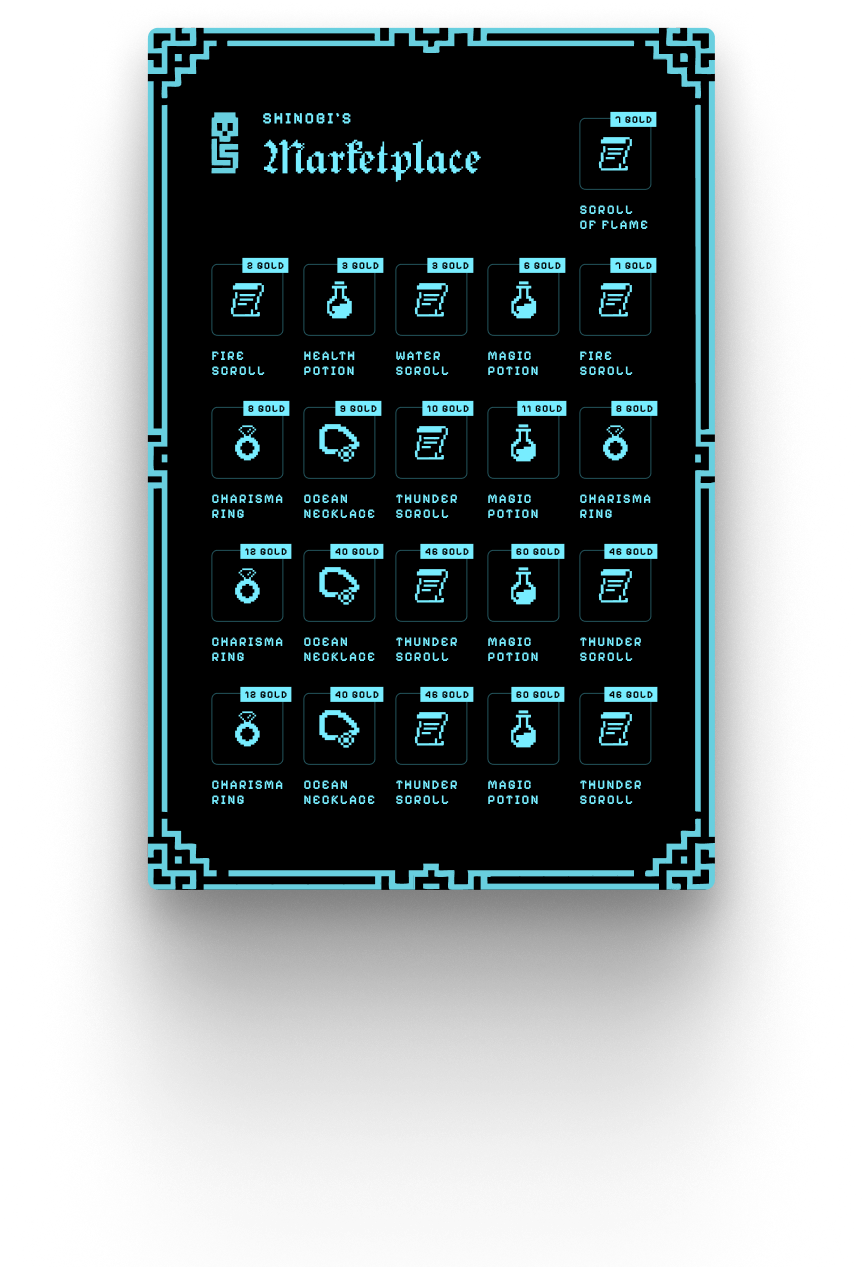 SHINOBI'S
Marketplace
7 GOLD
SCROLL
OF FLAME
2 GOLD
3 GOLD
3 GOLD
6 GOLD
7 GOLD
FIRE
SCROLL
HEALTH
POTION
WATER
SCROLL
MAGIC
POTION
FIRE
SCROLL
8 GOLD
9 GOLD
10 GOLD
11 GOLD
8 GOLD
CHARISMA
RING
OCEAN
NECKLACE
THUNDER
SCROLL
MAGIC
POTION
CHARISMA
RING
12 GOLD
40 GOLD
46 GOLD
60 GOLD
46 GOLD
CHARISMA
RING
OCEAN
NECKLACE
THUNDER
SCROLL
MAGIC
POTION
THUNDER
SCROLL
12 GOLD
40 GOLD
46 GOLD
60 GOLD
46 GOLD
CHARISMA
RING
OCEAN
NECKLACE
THUNDER
SCROLL
MAGIC
POTION
THUNDER
SCROLL